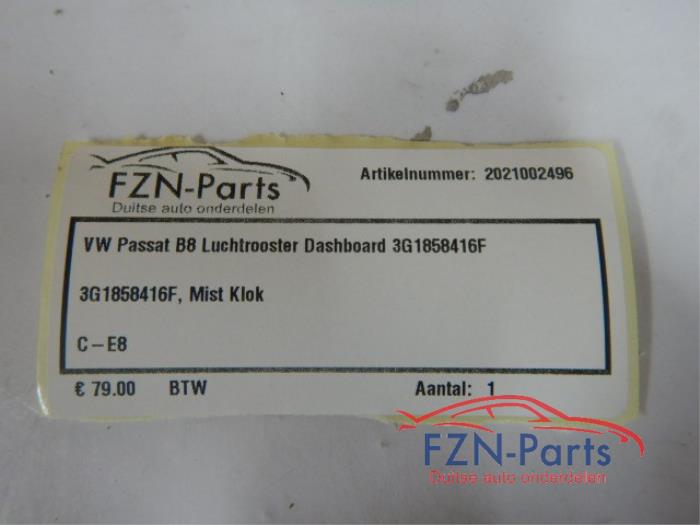 FZN-Parts
Duitse auto onderdelen
Artikelnummer: 2021002496
VW Passat B8 Luchtrooster Dashboard 3G1858416F
3G1858416F, Mist Klok
C-E8
€ 79.00 BTW Aantal: 1
FZN-Parts
Duitse auto onderdelen